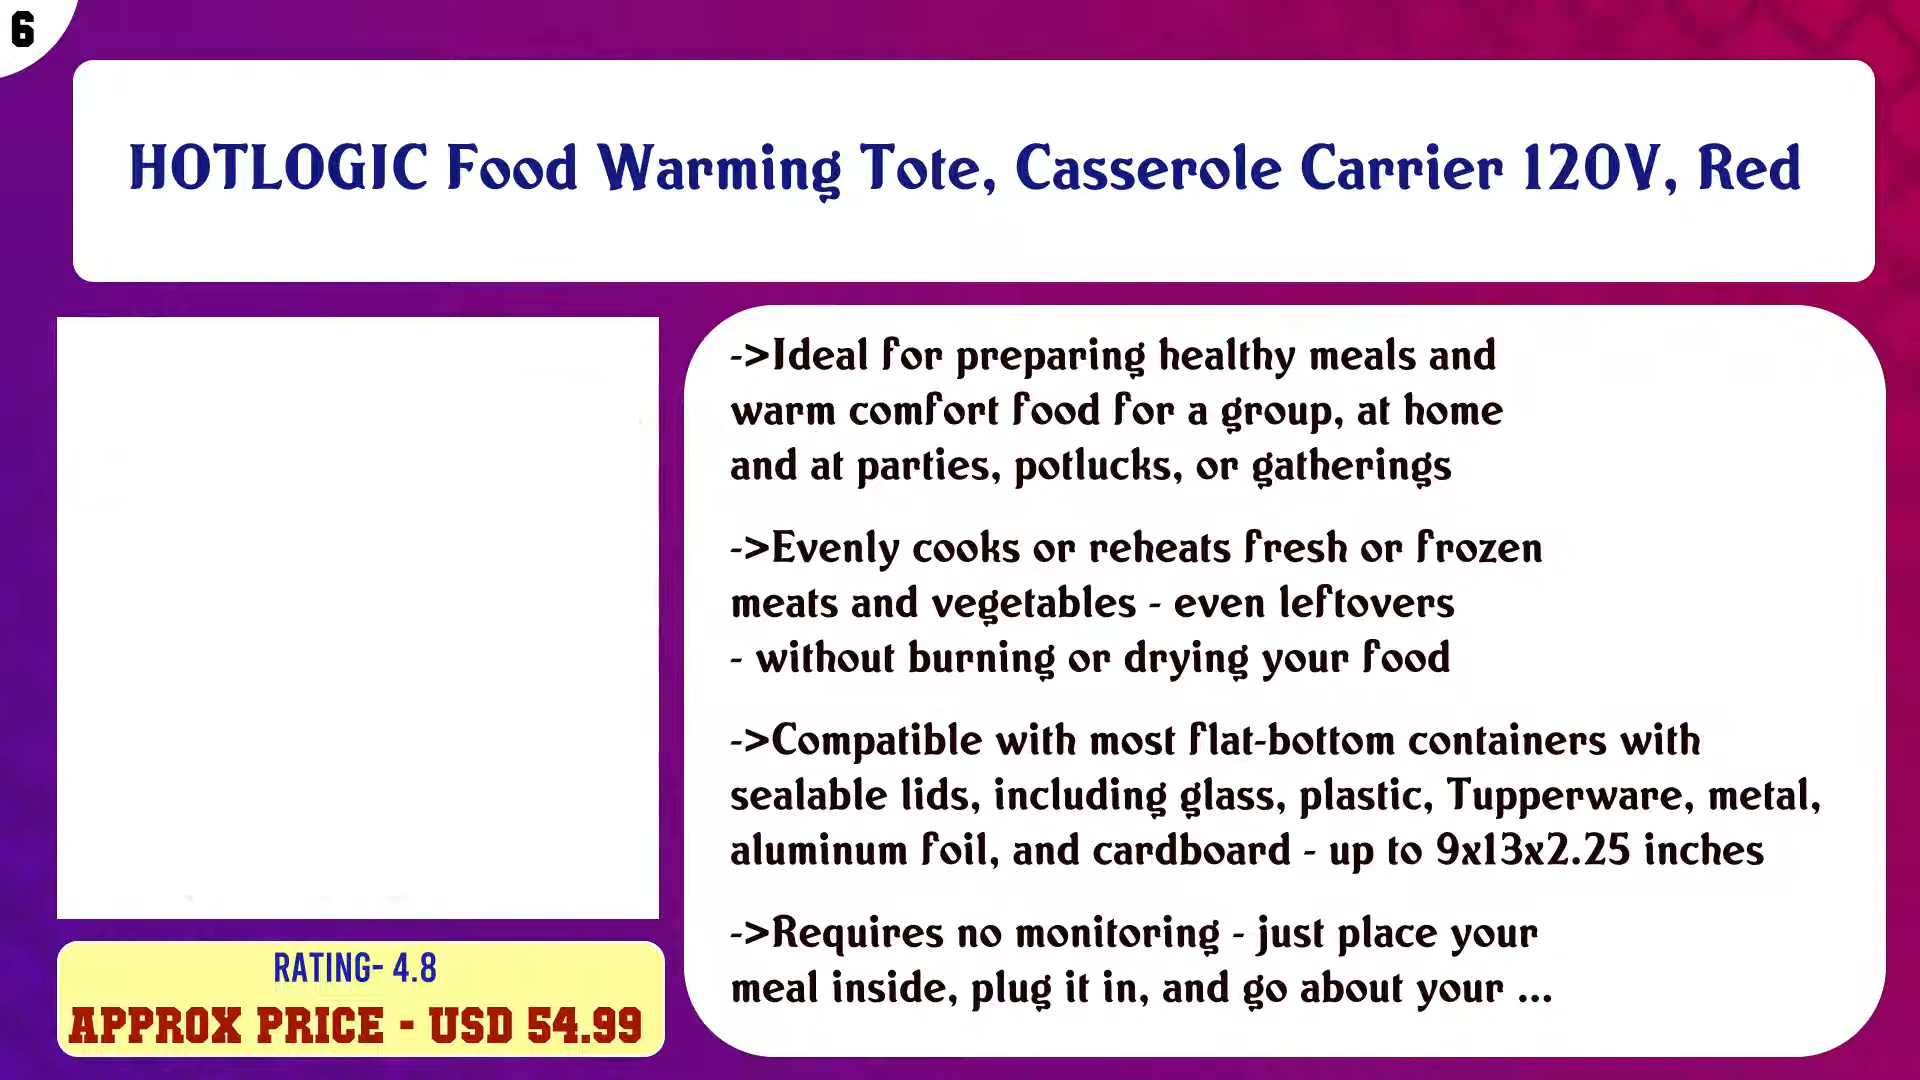 6
HOTLOGIC Food Warming Tote, Casserole Carrier 120V, Red
->Ideal for preparing healthy meals and
warm comfort food for a group, at home
and at parties, potlucks, or gatherings
->Evenly cooks or reheats fresh or frozen
meats and vegetables - even leftovers
- without burning or drying your food
->Compatible with most flat-bottom containers with
sealable lids, including glass, plastic, Tupperware, metal,
aluminum foil, and cardboard - up to 9x13x2.25 inches
->Requires no monitoring - just place your
meal inside, plug it in, and go about your ...
RATING- 4.8
APPROX PRICE - USD 54.99